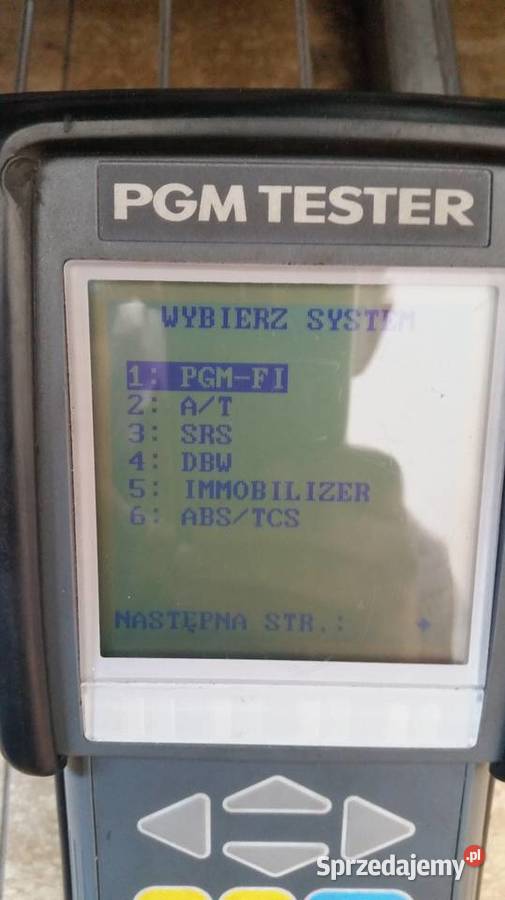 PGM TESTER
WYBIERZ SYSTEM
1: PGM-FI
2: A/T
3: SRS
4: DBW
5: IMMOBILIZER
6: ABS/TCS
NASTĘPNA STR.:
Sprzedajemy.pl